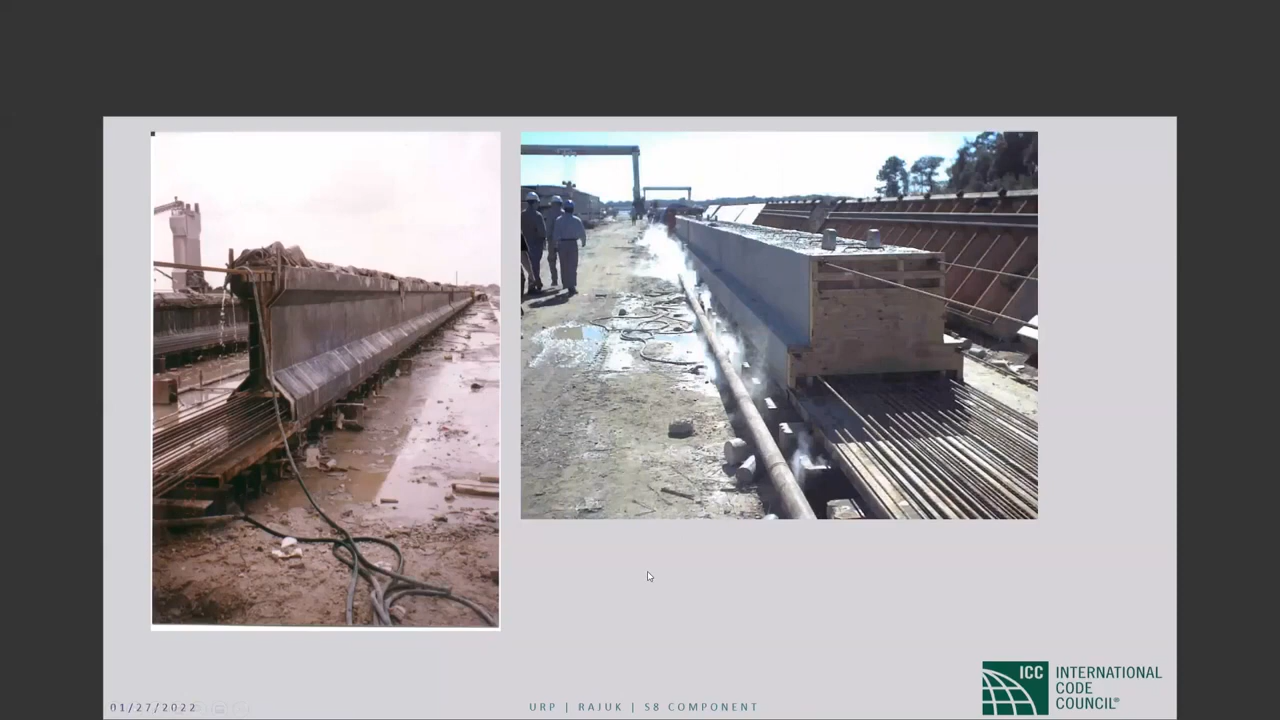 01/27/2022
URP | RAJUK | S8 COMPONENT
ICC
INTERNATIONAL
CODE
COUNCIL®